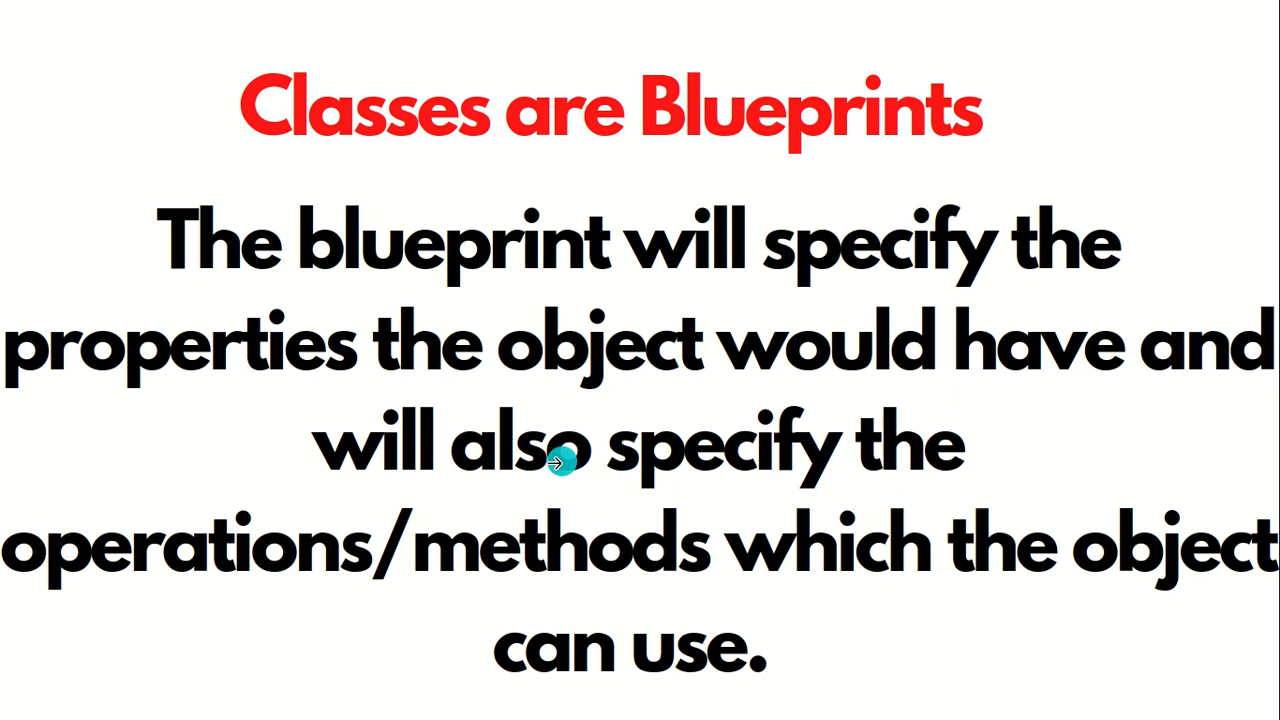 Classes are Blueprints
The blueprint will specify the
properties the object would have and
will also specify the
operations/methods which the object
can use.